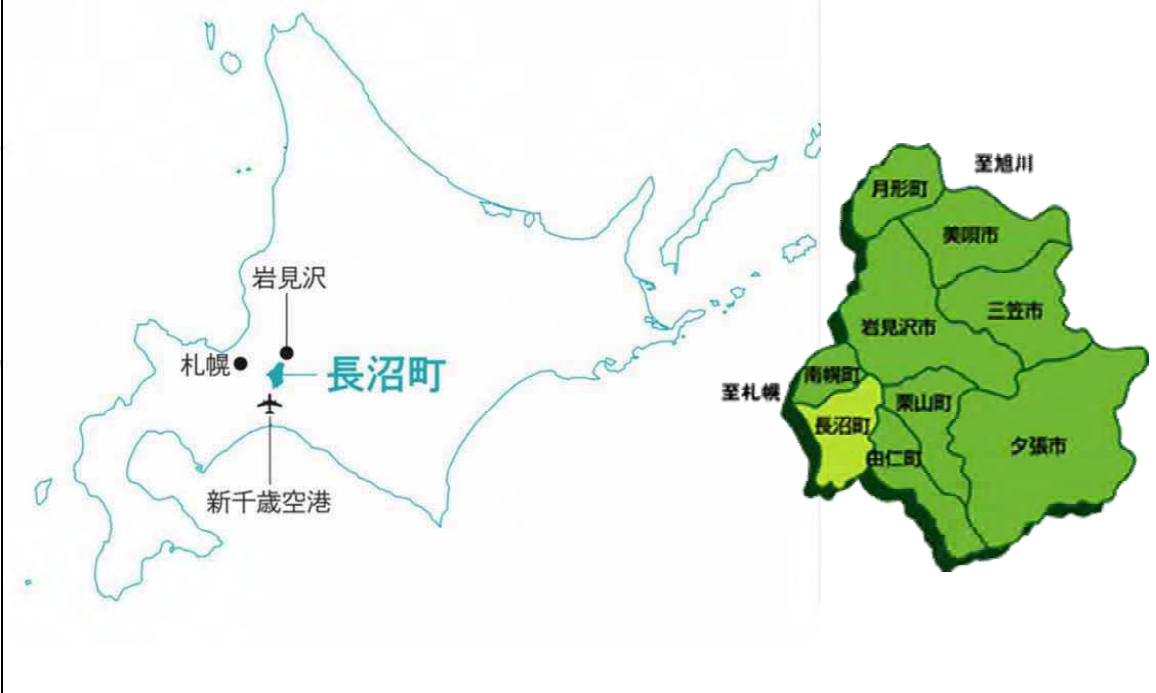 岩見沢
札幌
長沼町
新千歳空港
至旭川
月形町
美唄市
三笠市
岩見沢市
南幌町
至札幌
栗山町
長沼町
由仁町
夕張市